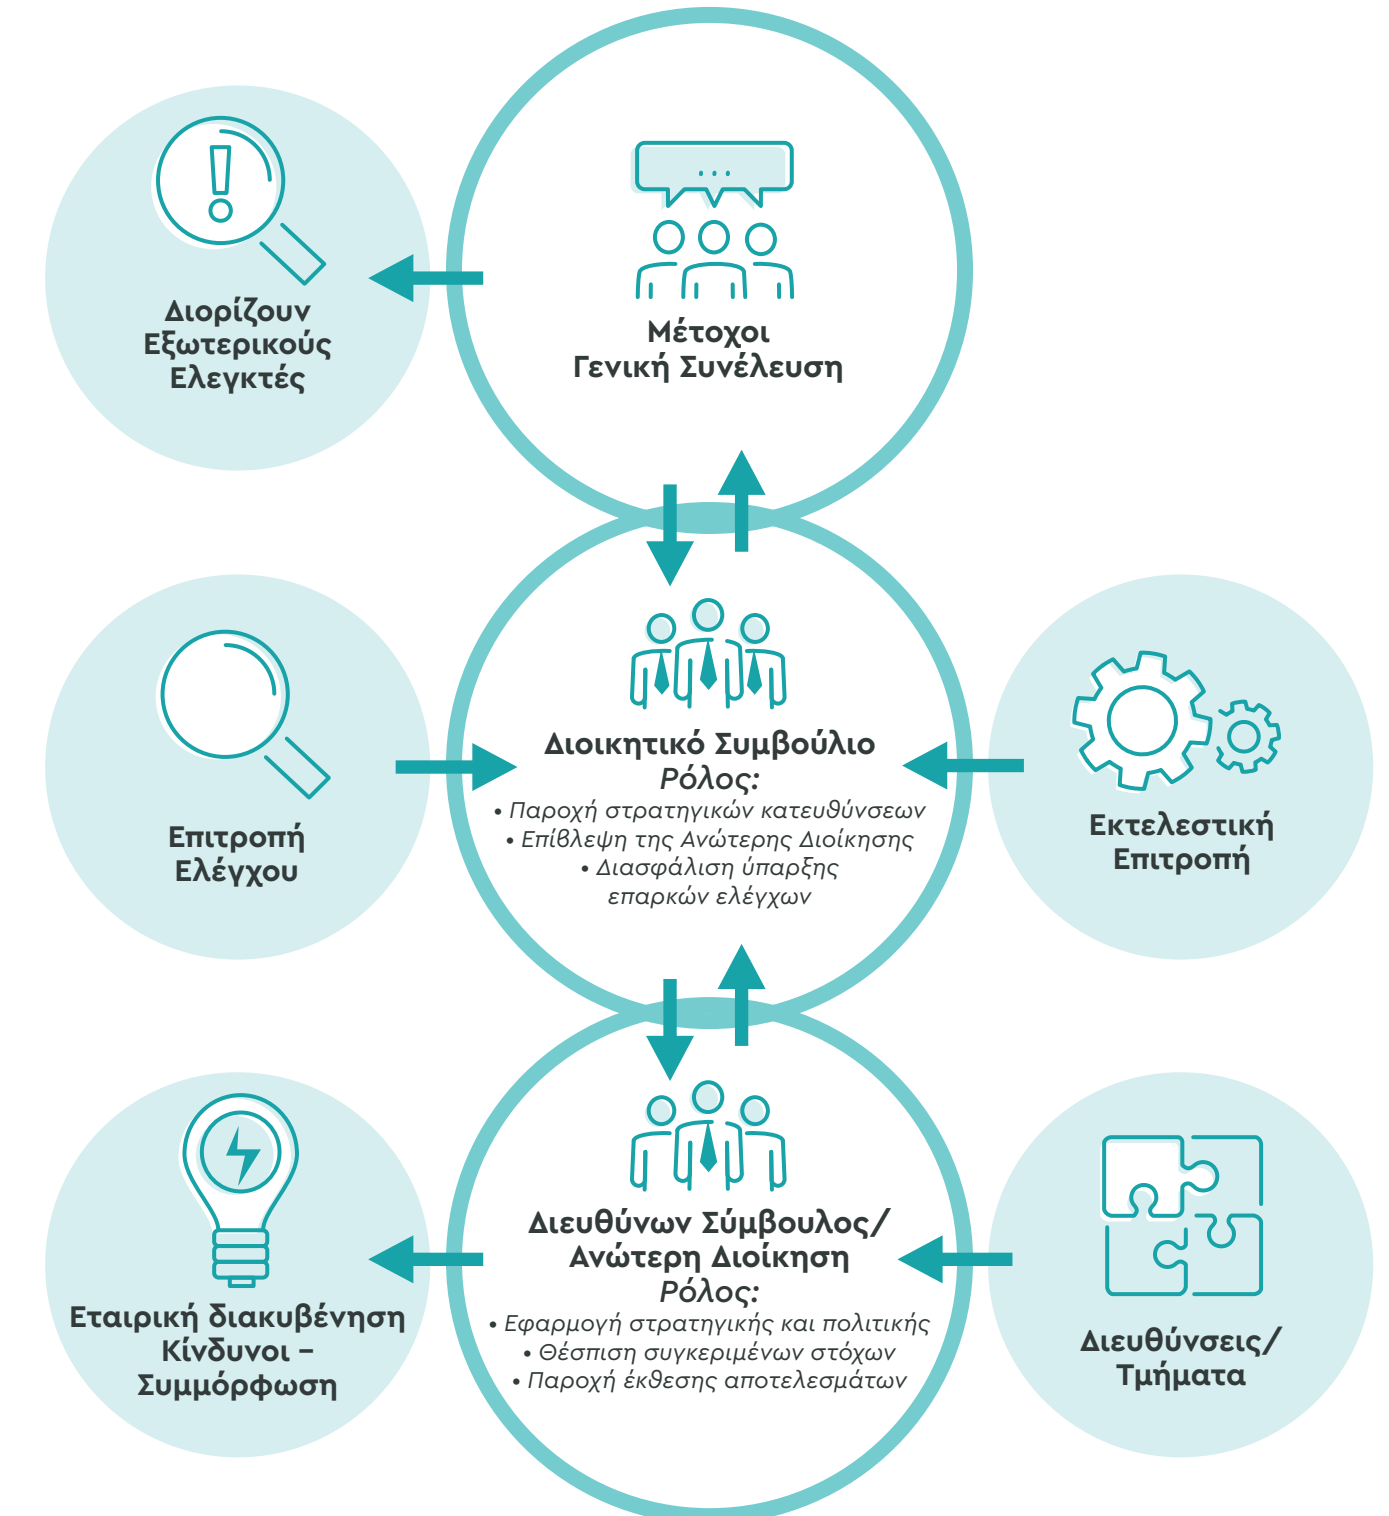 Διορίζουν
Εξωτερικούς
Ελεγκτές
...
Μέτοχοι
Γενική Συνέλευση
Επιτροπή
Ελέγχου
Διοικητικό Συμβούλιο
Ρόλος:
• Παροχή στρατηγικών κατευθύνσεων
• Επίβλεψη της Ανώτερης Διοίκησης
• Διασφάλιση ύπαρξης
επαρκών ελέγχων
Εκτελεστική
Επιτροπή
Εταιρική διακυβένηση
Κίνδυνοι –
Συμμόρφωση
Διευθύνων Σύμβουλος/
Ανώτερη Διοίκηση
Ρόλος:
• Εφαρμογή στρατηγικής και πολιτικής
• Θέσπιση συγκεριμένων στόχων
• Παροχή έκθεσης αποτελεσμάτων
Διευθύνσεις/
Τμήματα